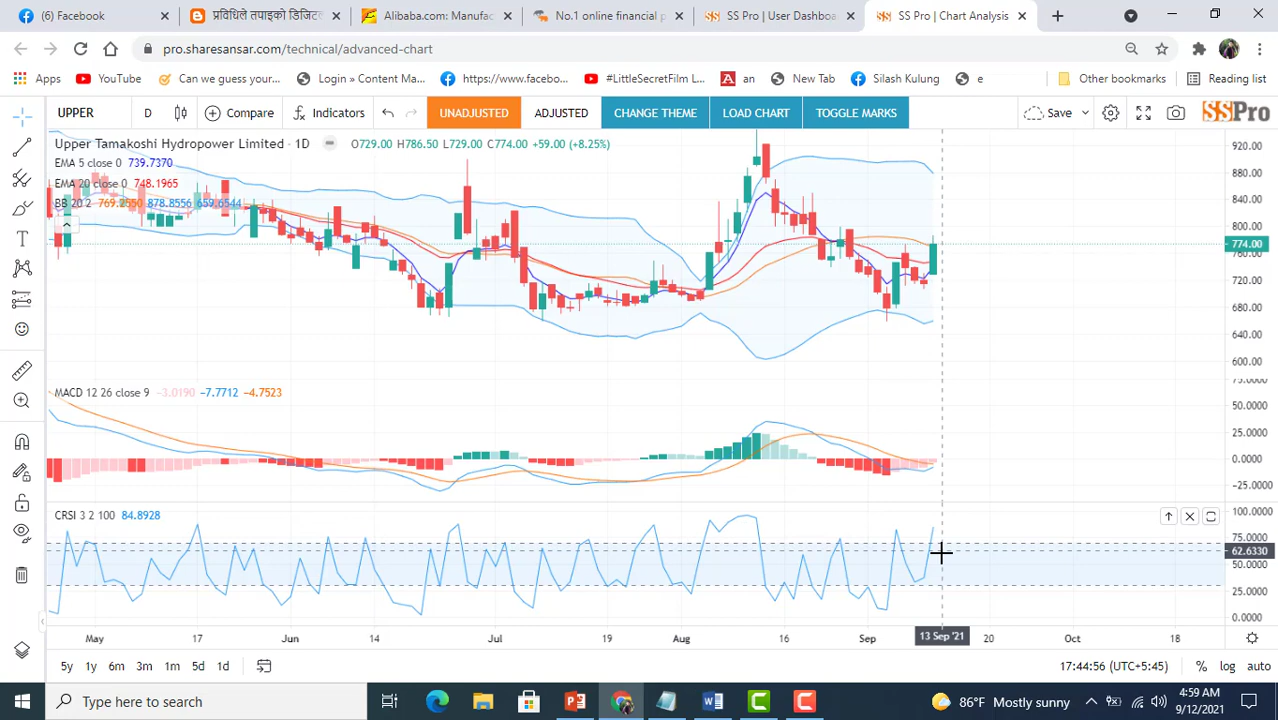 (6) Facebook
प्रविधिले तपाइको डिजिटल
Alibaba.com: Manufac
No.1 online financial p
SS Pro | User Dashboa
SS Pro | Chart Analysis
pro.sharesansar.com/technical/advanced-chart
Apps
YouTube
Can we guess your...
Login » Content Ma...
https://www.facebo...
#LittleSecretFilm L...
an
New Tab
Silash Kulung
e
Other bookmarks
Reading list
UPPER
D
Compare
Indicators
UNADJUSTED
ADJUSTED
CHANGE THEME
LOAD CHART
TOGGLE MARKS
Save
SSPro
Upper Tamakoshi Hydropower Limited · 1D
O729.00 H786.50 L729.00 C774.00 +59.00 (+8.25%)
EMA 5 close 0 739.7370
EMA 20 close 0 748.1965
BB 20 2 769.2550 878.8556 659.6544
920.00
880.00
840.00
800.00
774.00
760.00
720.00
680.00
640.00
600.00
MACD 12 26 close 9 −3.0190 −7.7712 −4.7523
75.0000
50.0000
25.0000
0.0000
−25.0000
CRSI 3 2 100 84.8928
100.0000
75.0000
62.6330
50.0000
25.0000
0.0000
May
17
Jun
14
Jul
19
Aug
16
Sep
13 Sep '21
20
Oct
18
5y
1y
6m
3m
1m
5d
1d
17:44:56 (UTC+5:45)
%
log
auto
Type here to search
86°F Mostly sunny
4:59 AM
9/12/2021